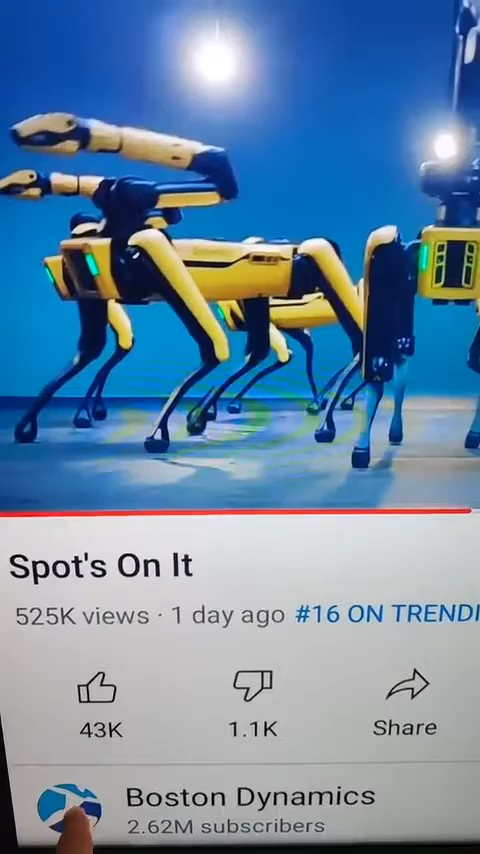 Spot's On It
525K views · 1 day ago #16 ON TRENDI
43K
1.1K
Share
Boston Dynamics
2.62M subscribers